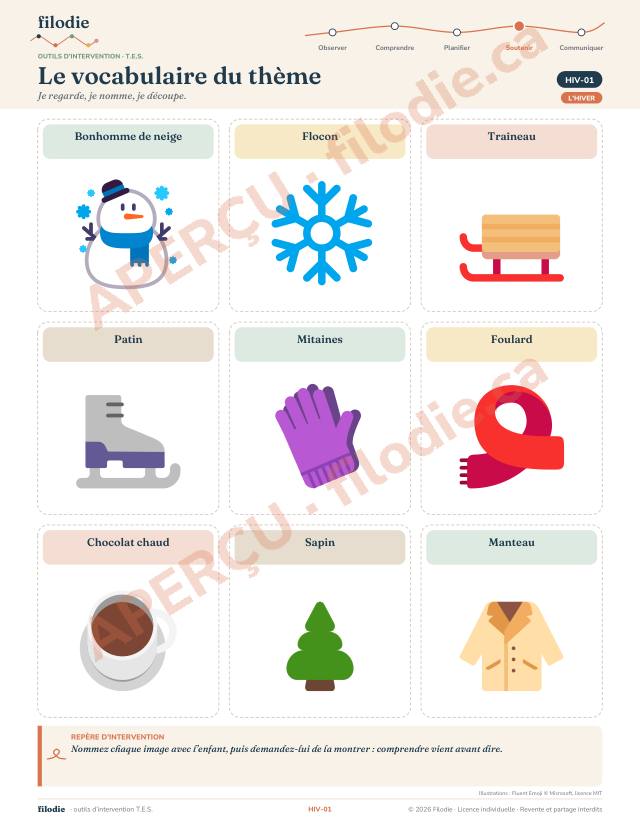 filodie
OUTILS D'INTERVENTION · T.E.S.
Observer Comprendre Planifier Soutenir Communiquer
Le vocabulaire du thème
Je regarde, je nomme, je découpe.
HIV-01
L'HIVER
Bonhomme de neige Flocon Traineau
Patin Mitaines Foulard
Chocolat chaud Sapin Manteau
APERÇU · filodie.ca
APERÇU · filodie.ca
REPÈRE D'INTERVENTION
Nommez chaque image avec l'enfant, puis demandez-lui de la montrer : comprendre vient avant dire.
Illustrations : Fluent Emoji © Microsoft, licence MIT
filodie · outils d'intervention T.E.S. HIV-01 © 2026 Filodie · Licence individuelle · Revente et partage interdits